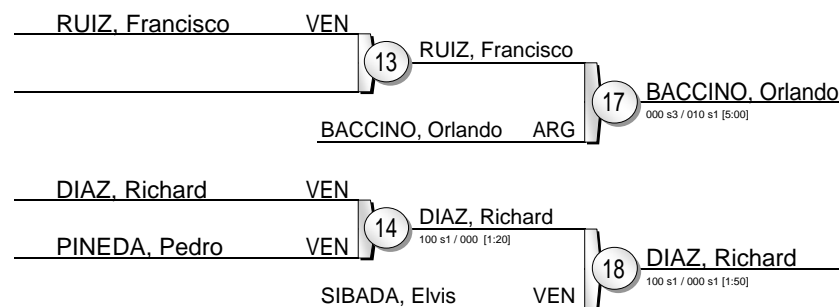 RUIZ, Francisco VEN
13 RUIZ, Francisco
17 BACCINO, Orlando
000 s3 / 010 s1 [5:00]
BACCINO, Orlando ARG
DIAZ, Richard VEN
14 DIAZ, Richard
100 s1 / 000 [1:20]
PINEDA, Pedro VEN
18 DIAZ, Richard
100 s1 / 000 s1 [1:50]
SIBADA, Elvis VEN